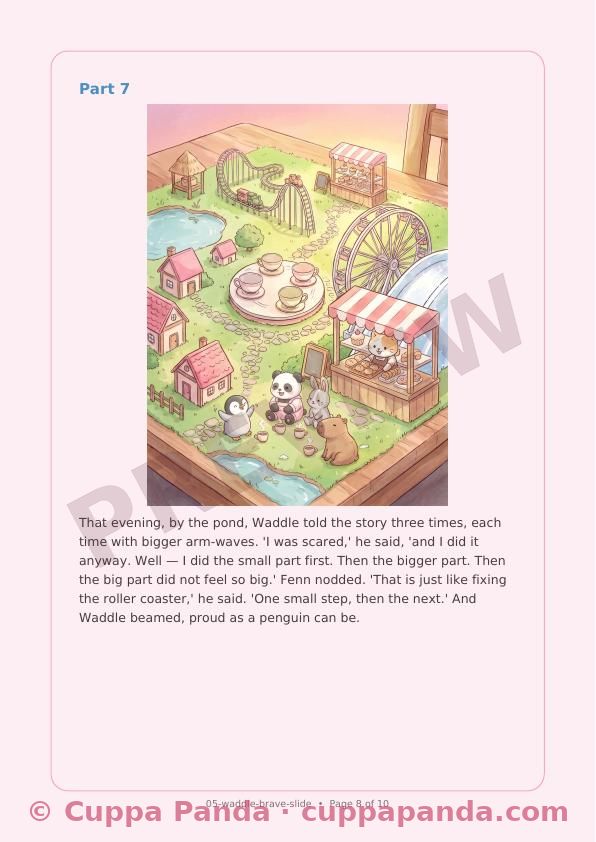 Part 7
That evening, by the pond, Waddle told the story three times, each
time with bigger arm-waves. 'I was scared,' he said, 'and I did it
anyway. Well — I did the small part first. Then the bigger part. Then
the big part did not feel so big.' Fenn nodded. 'That is just like fixing
the roller coaster,' he said. 'One small step, then the next.' And
Waddle beamed, proud as a penguin can be.
PREVIEW
05-waddle-brave-slide • Page 8 of 10
© Cuppa Panda · cuppapanda.com